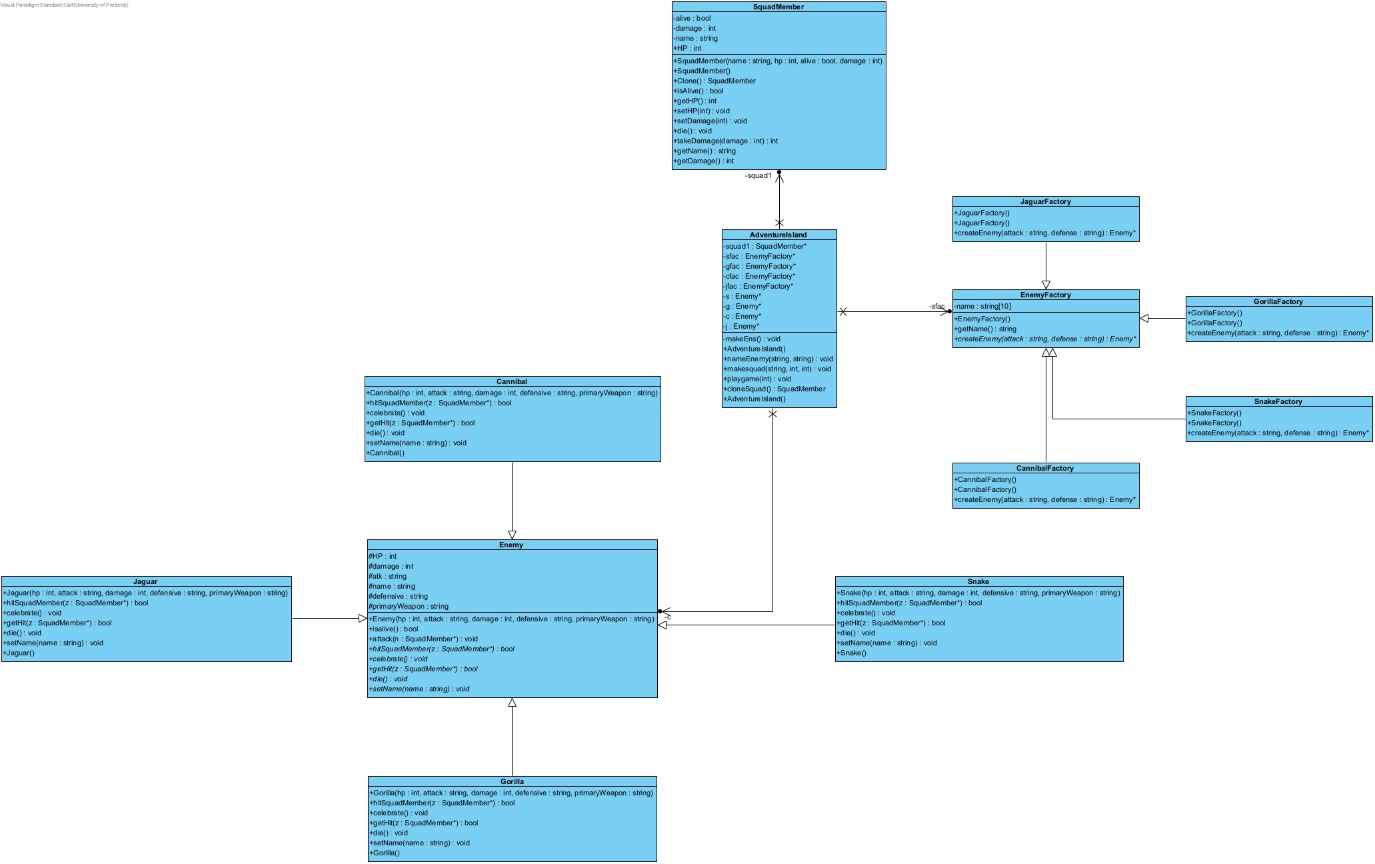 Visual Paradigm Standard(Carl(University of Pretoria))
SquadMember
-alive : bool
-damage : int
-name : string
+HP : int
+SquadMember(name : string, hp : int, alive : bool, damage : int)
+SquadMember()
+Clone() : SquadMember
+isAlive() : bool
+getHP() : int
+setHP(int) : void
+setDamage(int) : void
+die() : void
+takeDamage(damage : int) : int
+getName() : string
+getDamage() : int
-squad1
AdventureIsland
-squad1 : SquadMember*
-sfac : EnemyFactory*
-gfac : EnemyFactory*
-cfac : EnemyFactory*
-jfac : EnemyFactory*
-s : Enemy*
-g : Enemy*
-c : Enemy*
-j : Enemy*
-makeEns() : void
+AdventureIsland()
+nameEnemy(string, string) : void
+makesquad(string, int, int) : void
+playgame(int) : void
+cloneSquad() : SquadMember
+AdventureIsland()
JaguarFactory
+JaguarFactory()
+JaguarFactory()
+createEnemy(attack : string, defense : string) : Enemy*
-sfac
EnemyFactory
-name : string[10]
+EnemyFactory()
+getName() : string
+createEnemy(attack : string, defense : string) : Enemy*
GorillaFactory
+GorillaFactory()
+GorillaFactory()
+createEnemy(attack : string, defense : string) : Enemy*
SnakeFactory
+SnakeFactory()
+SnakeFactory()
+createEnemy(attack : string, defense : string) : Enemy*
CannibalFactory
+CannibalFactory()
+CannibalFactory()
+createEnemy(attack : string, defense : string) : Enemy*
Cannibal
+Cannibal(hp : int, attack : string, damage : int, defensive : string, primaryWeapon : string)
+hitSquadMember(z : SquadMember*) : bool
+celebrate() : void
+getHit(z : SquadMember*) : bool
+die() : void
+setName(name : string) : void
+Cannibal()
Enemy
#HP : int
#damage : int
#atk : string
#name : string
#defensive : string
#primaryWeapon : string
+Enemy(hp : int, attack : string, damage : int, defensive : string, primaryWeapon : string)
+isalive() : bool
+attack(n : SquadMember*) : void
+hitSquadMember(z : SquadMember*) : bool
+celebrate() : void
+getHit(z : SquadMember*) : bool
+die() : void
+setName(name : string) : void
-c
Jaguar
+Jaguar(hp : int, attack : string, damage : int, defensive : string, primaryWeapon : string)
+hitSquadMember(z : SquadMember*) : bool
+celebrate() : void
+getHit(z : SquadMember*) : bool
+die() : void
+setName(name : string) : void
+Jaguar()
Snake
+Snake(hp : int, attack : string, damage : int, defensive : string, primaryWeapon : string)
+hitSquadMember(z : SquadMember*) : bool
+celebrate() : void
+getHit(z : SquadMember*) : bool
+die() : void
+setName(name : string) : void
+Snake()
Gorilla
+Gorilla(hp : int, attack : string, damage : int, defensive : string, primaryWeapon : string)
+hitSquadMember(z : SquadMember*) : bool
+celebrate() : void
+getHit(z : SquadMember*) : bool
+die() : void
+setName(name : string) : void
+Gorilla()